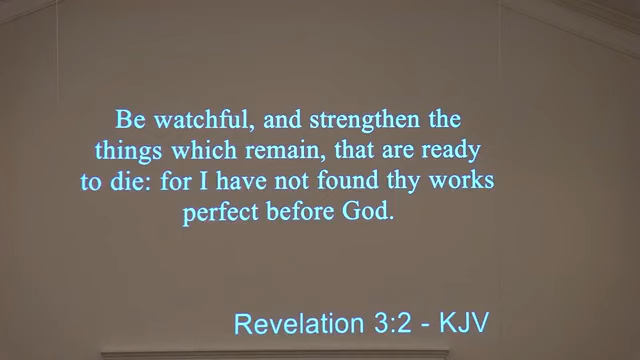 Be watchful, and strengthen the
things which remain, that are ready
to die: for I have not found thy works
perfect before God.
Revelation 3:2 - KJV